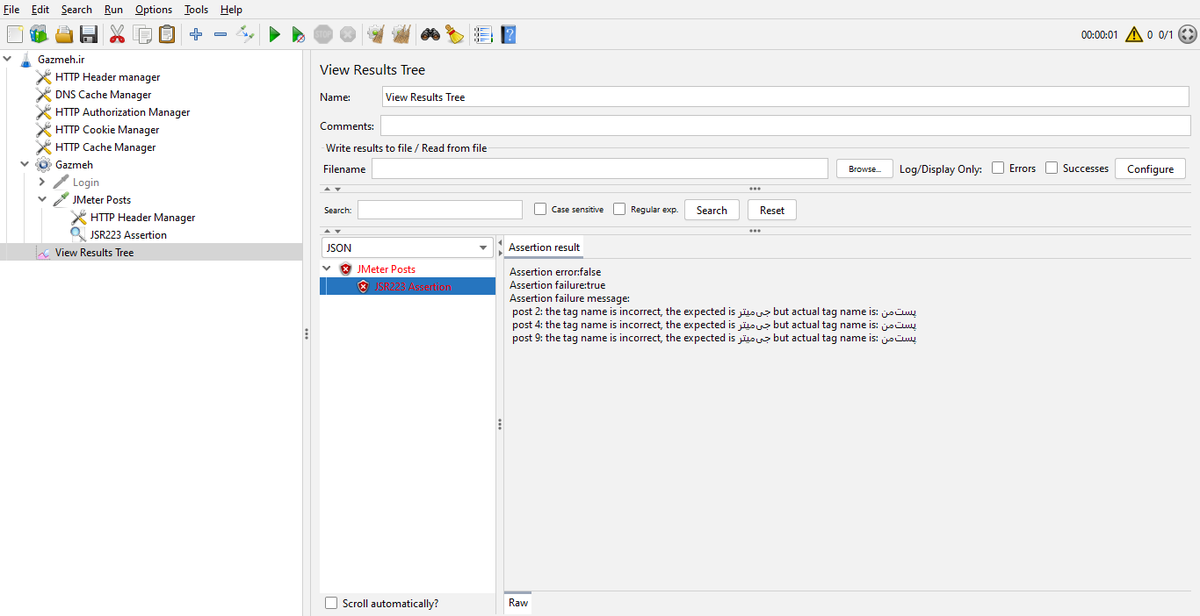 File Edit Search Run Options Tools Help
00:00:01 0 0/1
Gazmeh.ir
HTTP Header manager
DNS Cache Manager
HTTP Authorization Manager
HTTP Cookie Manager
HTTP Cache Manager
Gazmeh
Login
JMeter Posts
HTTP Header Manager
JSR223 Assertion
View Results Tree
View Results Tree
Name: View Results Tree
Comments:
Write results to file / Read from file
Filename Browse... Log/Display Only: Errors Successes Configure
Search: Case sensitive Regular exp. Search Reset
JSON
JMeter Posts
JSR223 Assertion
Scroll automatically?
Assertion result
Assertion error:false
Assertion failure:true
Assertion failure message:
post 2: the tag name is incorrect, the expected is جی‌میتر but actual tag name is: پست‌من
post 4: the tag name is incorrect, the expected is جی‌میتر but actual tag name is: پست‌من
post 9: the tag name is incorrect, the expected is جی‌میتر but actual tag name is: پست‌من
Raw